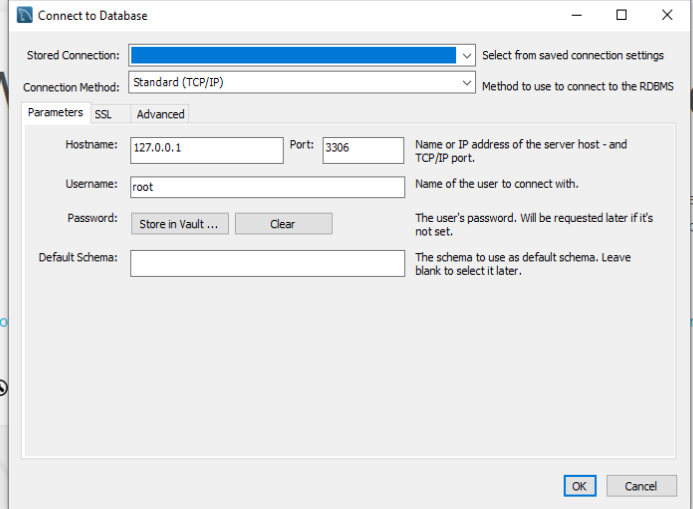 Connect to Database
Stored Connection: Select from saved connection settings
Connection Method: Standard (TCP/IP) Method to use to connect to the RDBMS
Parameters SSL Advanced
Hostname: 127.0.0.1 Port: 3306 Name or IP address of the server host - and
TCP/IP port.
Username: root Name of the user to connect with.
Password: Store in Vault ... Clear The user's password. Will be requested later if it's
not set.
Default Schema: The schema to use as default schema. Leave
blank to select it later.
OK Cancel